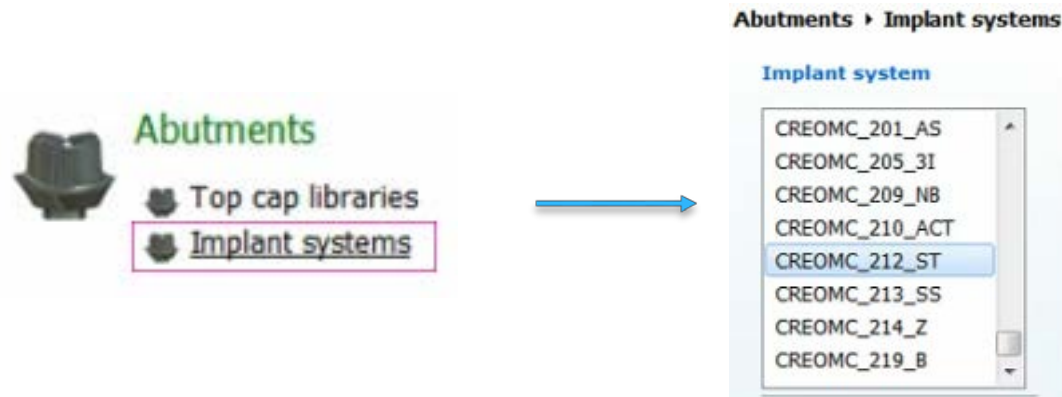 Abutments
Top cap libraries
Implant systems
Abutments ▸ Implant systems
Implant system
CREOMC_201_AS
CREOMC_205_3I
CREOMC_209_NB
CREOMC_210_ACT
CREOMC_212_ST
CREOMC_213_SS
CREOMC_214_Z
CREOMC_219_B